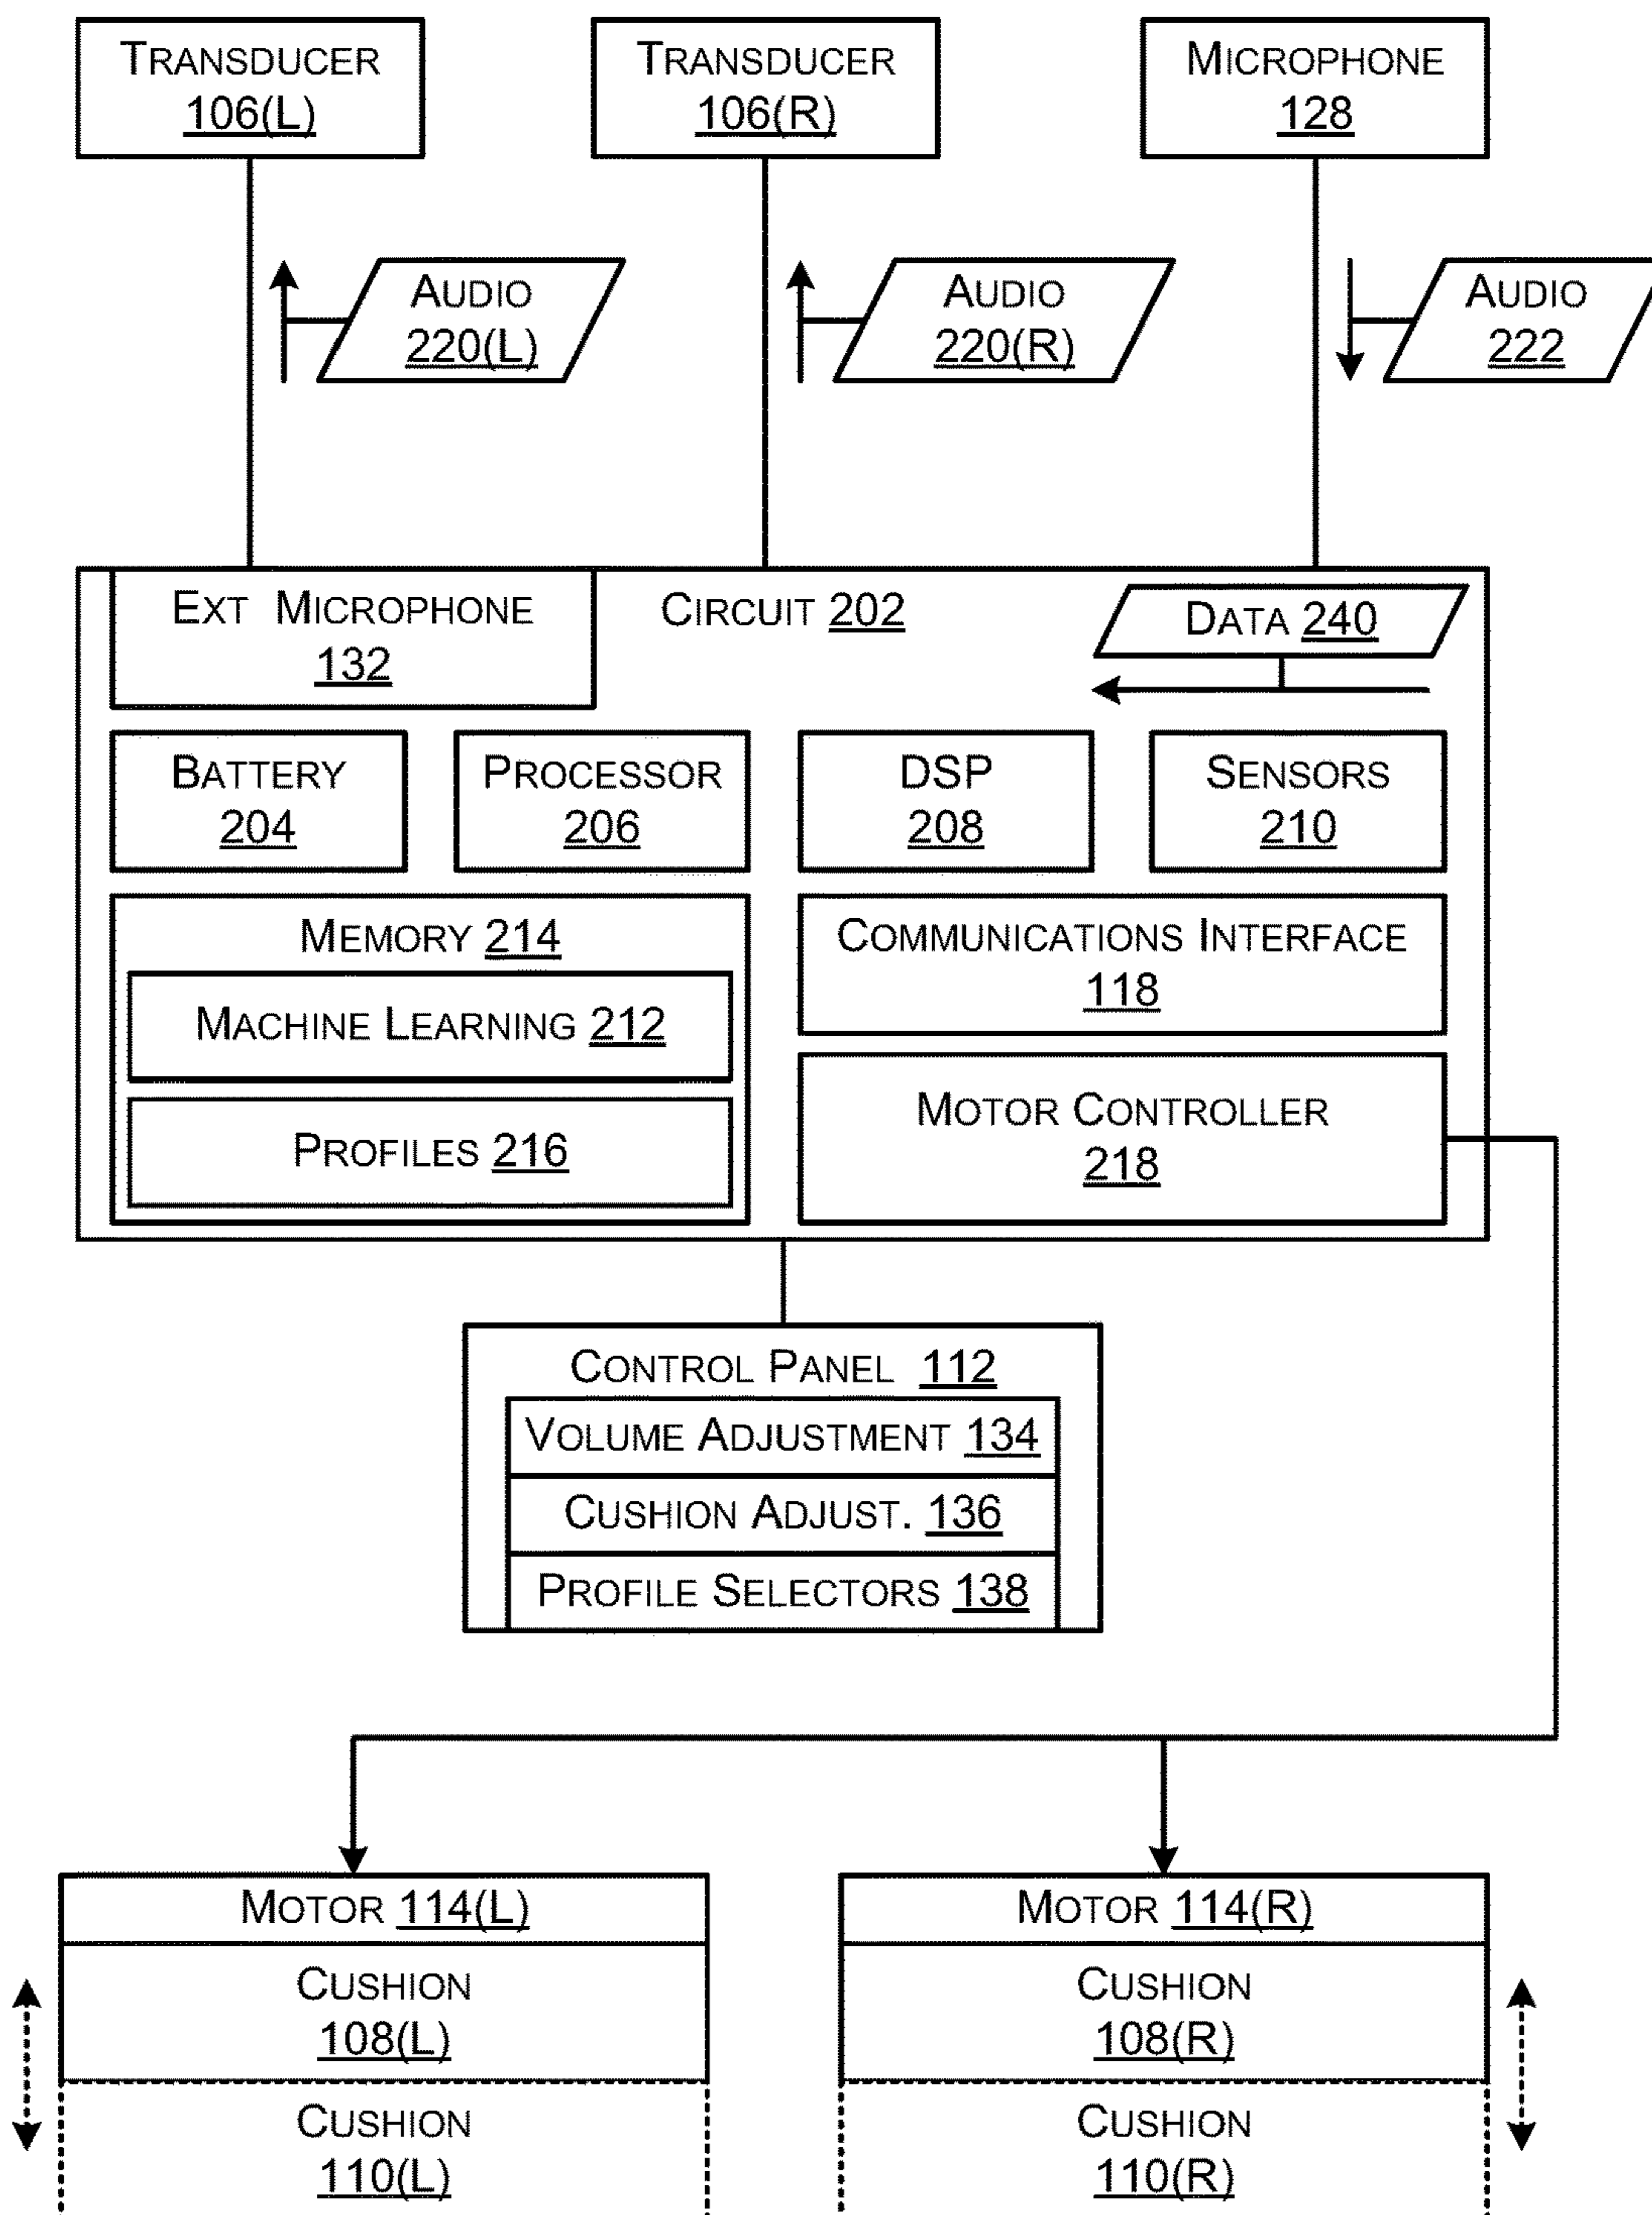 TRANSDUCER
106(L)
TRANSDUCER
106(R)
MICROPHONE
128
AUDIO
220(L)
AUDIO
220(R)
AUDIO
222
EXT MICROPHONE
132
CIRCUIT 202
DATA 240
BATTERY
204
PROCESSOR
206
DSP
208
SENSORS
210
MEMORY 214
MACHINE LEARNING 212
PROFILES 216
COMMUNICATIONS INTERFACE
118
MOTOR CONTROLLER
218
CONTROL PANEL 112
VOLUME ADJUSTMENT 134
CUSHION ADJUST. 136
PROFILE SELECTORS 138
MOTOR 114(L)
CUSHION
108(L)
CUSHION
110(L)
MOTOR 114(R)
CUSHION
108(R)
CUSHION
110(R)